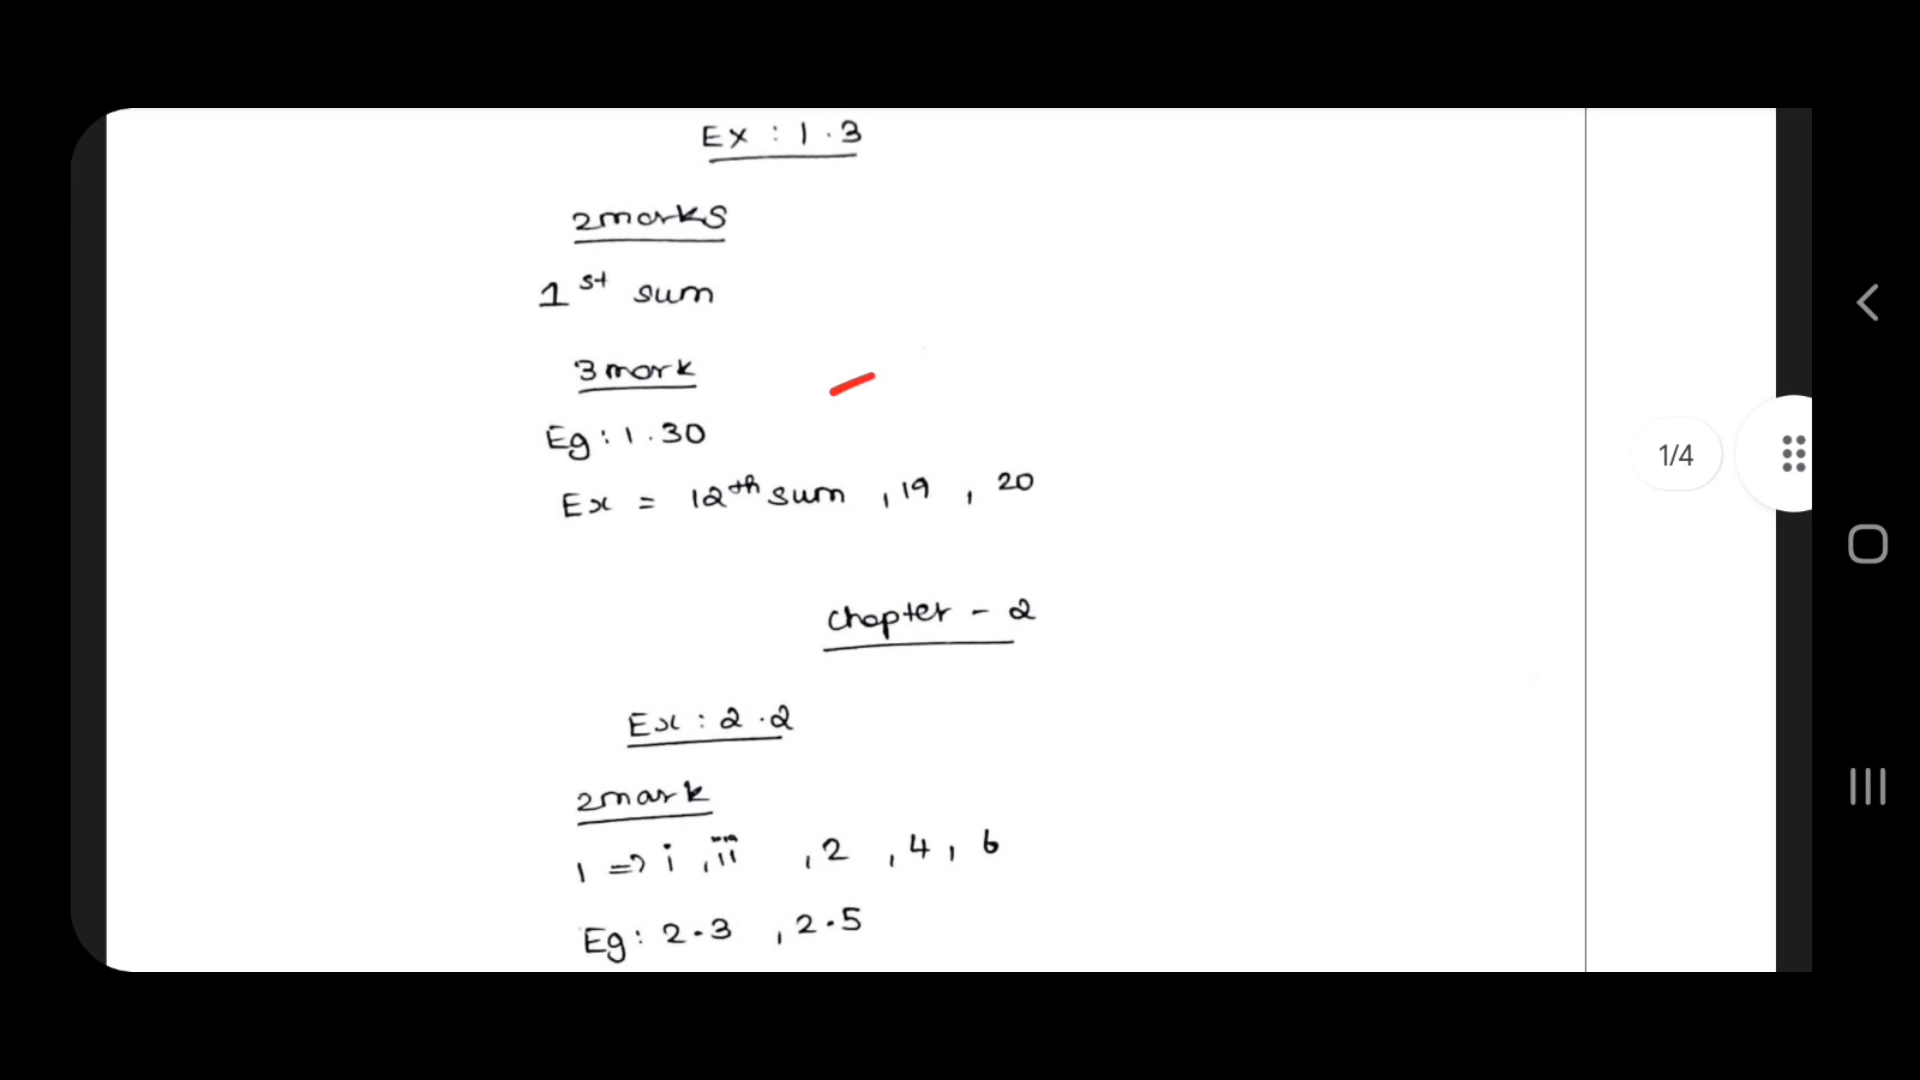 Ex : 1.3
2marks
1st sum
3mark
Eg : 1.30
Ex = 12th sum , 19 , 20
1/4
Chapter - 2
Ex : 2.2
2mark
1 => i , iii , 2 , 4 , 6
Eg : 2.3 , 2.5